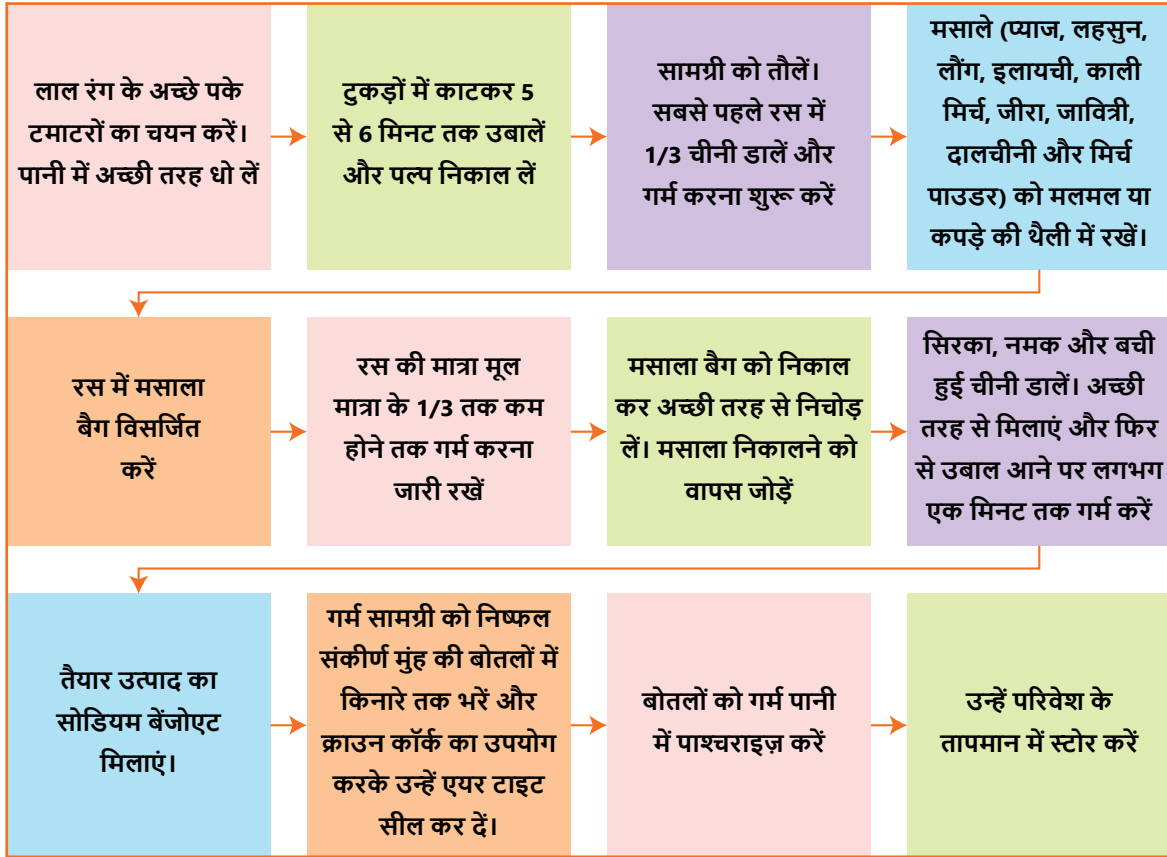 लाल रंग के अच्छे पके
टमाटरों का चयन करें।
पानी में अच्छी तरह धो लें
टुकड़ों में काटकर 5
से 6 मिनट तक उबालें
और पल्प निकाल लें
सामग्री को तौलें।
सबसे पहले रस में
1/3 चीनी डालें और
गर्म करना शुरू करें
मसाले (प्याज, लहसुन,
लौंग, इलायची, काली
मिर्च, जीरा, जावित्री,
दालचीनी और मिर्च
पाउडर) को मलमल या
कपड़े की थैली में रखें।
रस में मसाला
बैग विसर्जित
करें
रस की मात्रा मूल
मात्रा के 1/3 तक कम
होने तक गर्म करना
जारी रखें
मसाला बैग को निकाल
कर अच्छी तरह से निचोड़
लें। मसाला निकालने को
वापस जोड़ें
सिरका, नमक और बची
हुई चीनी डालें। अच्छी
तरह से मिलाएं और फिर
से उबाल आने पर लगभग
एक मिनट तक गर्म करें
तैयार उत्पाद का
सोडियम बेंजोएट
मिलाएं।
गर्म सामग्री को निष्फल
संकीर्ण मुंह की बोतलों में
किनारे तक भरें और
क्राउन कॉर्क का उपयोग
करके उन्हें एयर टाइट
सील कर दें।
बोतलों को गर्म पानी
में पाश्चराइज़ करें
उन्हें परिवेश के
तापमान में स्टोर करें